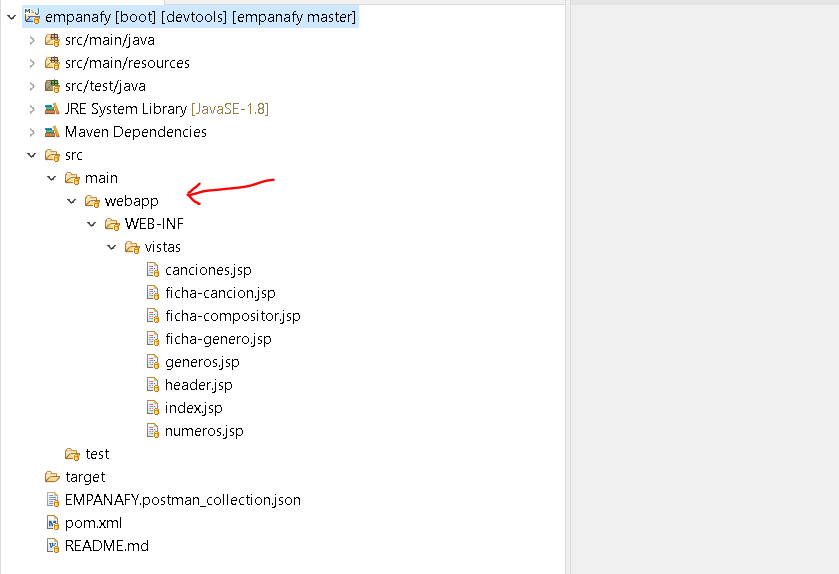 empanafy [boot] [devtools] [empanafy master]
src/main/java
src/main/resources
src/test/java
JRE System Library [JavaSE-1.8]
Maven Dependencies
src
main
webapp
WEB-INF
vistas
canciones.jsp
ficha-cancion.jsp
ficha-compositor.jsp
ficha-genero.jsp
generos.jsp
header.jsp
index.jsp
numeros.jsp
test
target
EMPANAFY.postman_collection.json
pom.xml
README.md